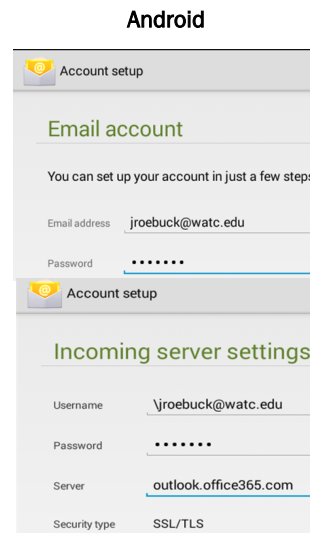 Android
Account setup
Email account
You can set up your account in just a few steps
Email address jroebuck@watc.edu
Password •••••••
Account setup
Incoming server settings
Username \jroebuck@watc.edu
Password •••••••
Server outlook.office365.com
Security type SSL/TLS